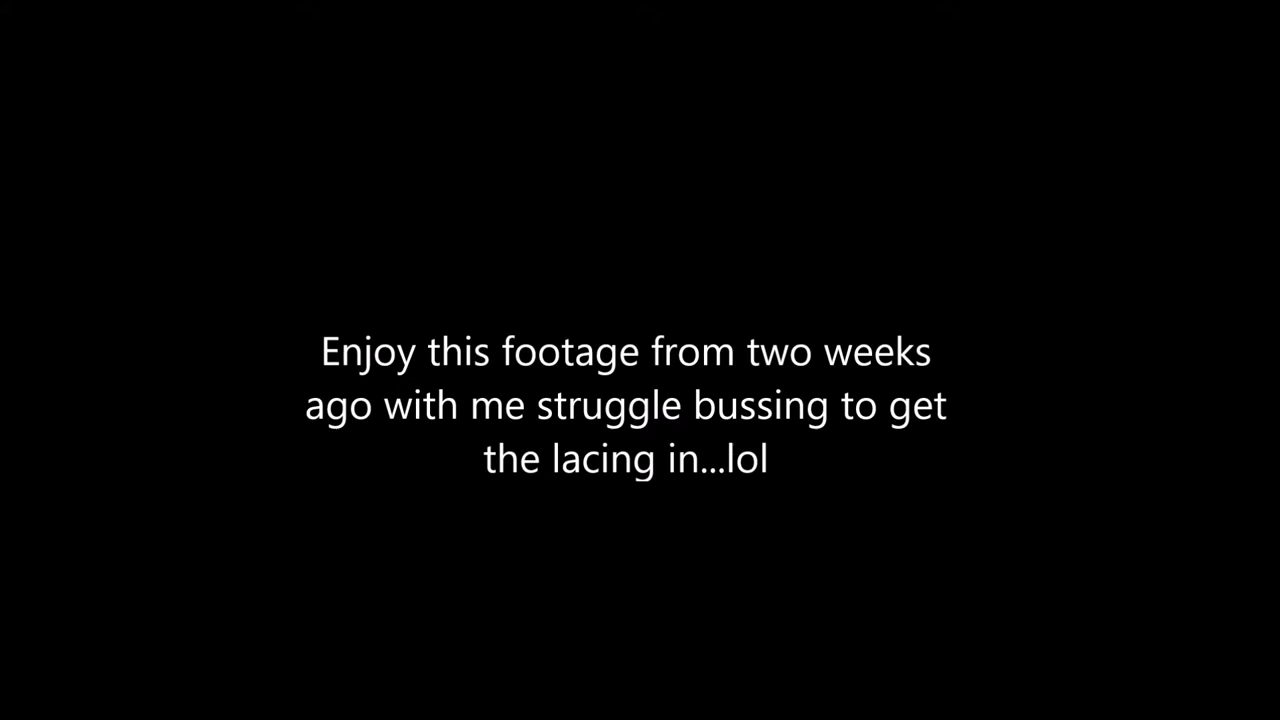 Enjoy this footage from two weeks
ago with me struggle bussing to get
the lacing in...lol